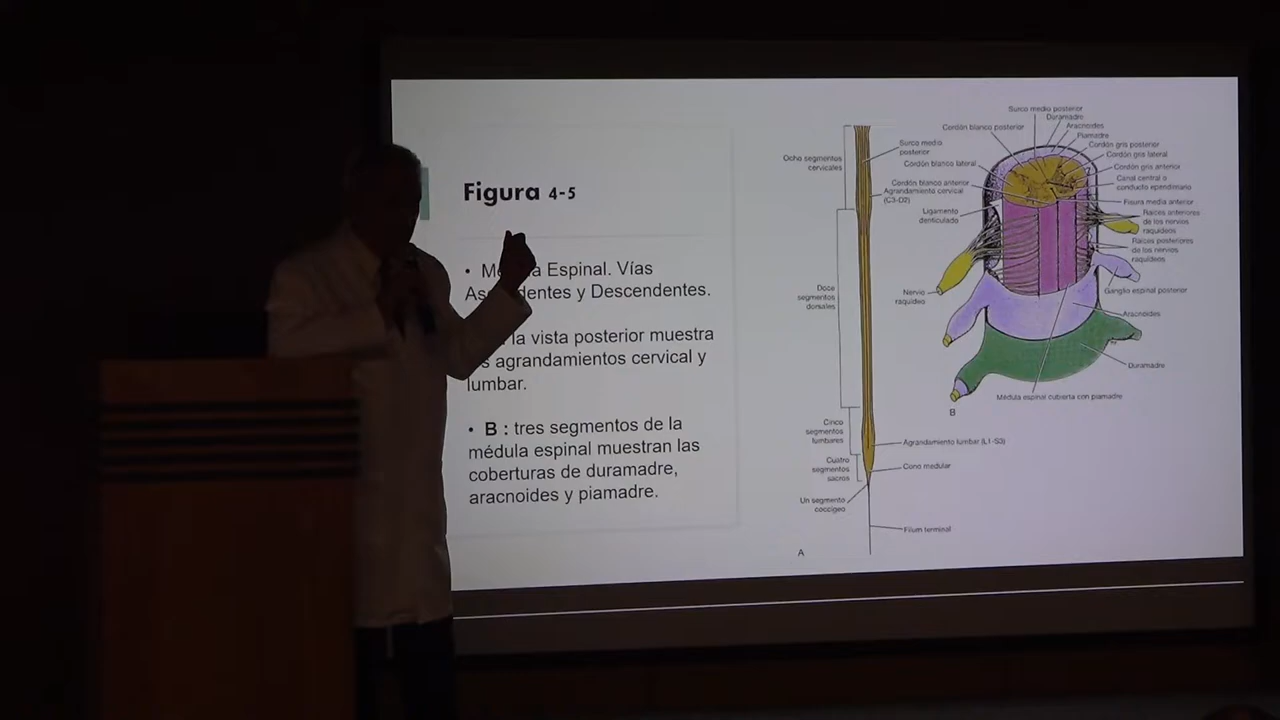 Figura 4-5
• Espinal. Vías
y Descendentes.
la vista posterior muestra
agrandamientos cervical y
lumbar.
• B : tres segmentos de la
médula espinal muestran las
coberturas de duramadre,
aracnoides y piamadre.
Ocho segmentos
cervicales
Surco medio
posterior
Agrandamiento cervical
(C3-D2)
Doce
segmentos
dorsales
Cinco
segmentos
lumbares
Agrandamiento lumbar (L1-S3)
Cuatro
segmentos
sacros
Cono medular
Un segmento
coccígeo
Filum terminal
A
Surco medio posterior
Duramadre
Aracnoides
Piamadre
Cordón blanco posterior
Cordón gris posterior
Cordón gris lateral
Cordón blanco lateral
Cordón gris anterior
Canal central o
conducto ependimario
Cordón blanco anterior
Fisura media anterior
Ligamento
denticulado
Raíces anteriores
de los nervios
raquídeos
Raíces posteriores
de los nervios
raquídeos
Nervio
raquídeo
Ganglio espinal posterior
Aracnoides
Duramadre
Médula espinal cubierta con piamadre
B